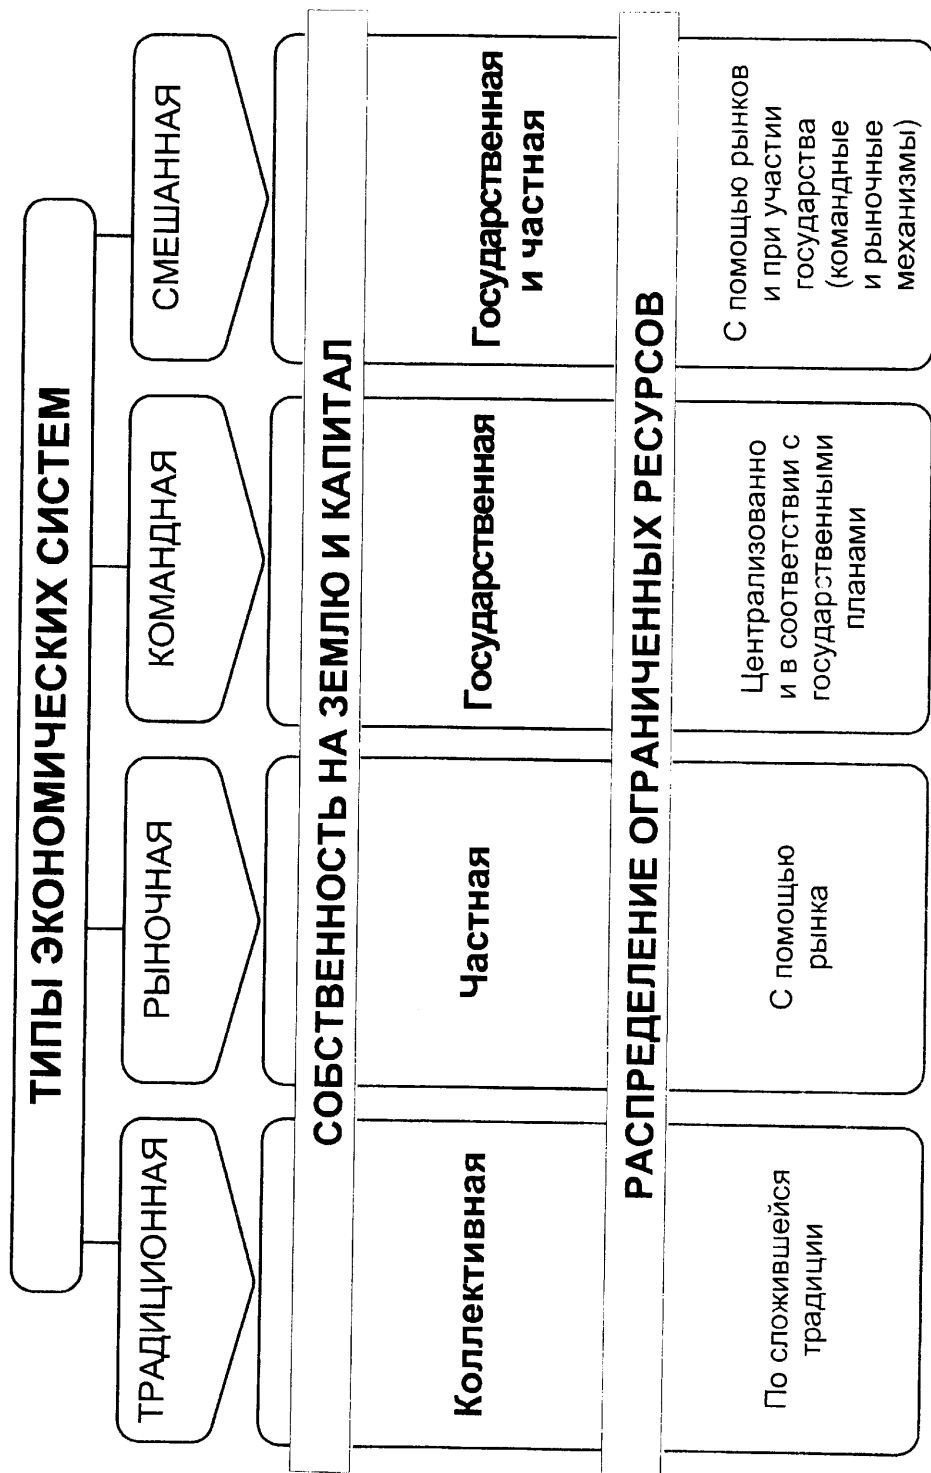 ТИПЫ ЭКОНОМИЧЕСКИХ СИСТЕМ
ТРАДИЦИОННАЯ
РЫНОЧНАЯ
КОМАНДНАЯ
СМЕШАННАЯ
СОБСТВЕННОСТЬ НА ЗЕМЛЮ И КАПИТАЛ
Коллективная
Частная
Государственная
Государственная
и частная
РАСПРЕДЕЛЕНИЕ ОГРАНИЧЕННЫХ РЕСУРСОВ
По сложившейся
традиции
С помощью
рынка
Централизованно
и в соответствии с
государственными
планами
С помощью рынков
и при участии
государства
(командные
и рыночные
механизмы)